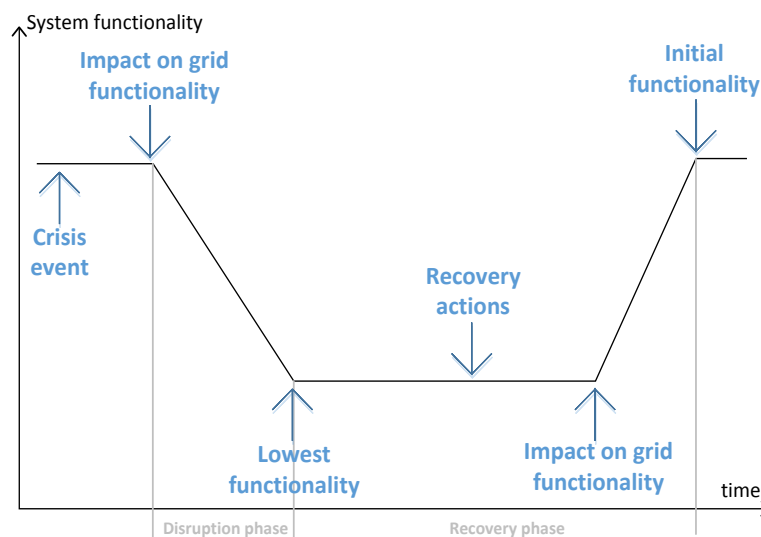 System functionality
Impact on grid
functionality
Initial
functionality
Crisis
event
Recovery
actions
Lowest
functionality
Impact on grid
functionality
time
Disruption phase
Recovery phase